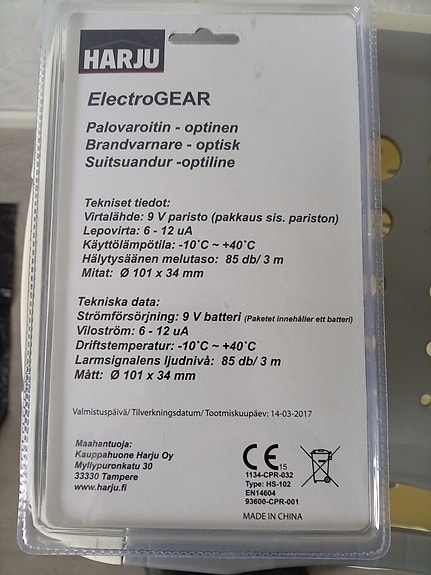 HARJU
ElectroGEAR
Palovaroitin - optinen
Brandvarnare - optisk
Suitsuandur -optiline
Tekniset tiedot:
Virtalähde: 9 V paristo (pakkaus sis. pariston)
Lepovirta: 6 - 12 uA
Käyttölämpötila: -10°C ~ +40°C
Hälytysäänen melutaso: 85 db/ 3 m
Mitat: Ø 101 x 34 mm
Tekniska data:
Strömförsörjning: 9 V batteri (Paketet innehåller ett batteri)
Viloström: 6 - 12 uA
Driftstemperatur: -10°C ~ +40°C
Larmsignalens ljudnivå: 85 db/ 3 m
Mått: Ø 101 x 34 mm
Valmistuspäivä/ Tilverkningsdatum/ Tootmiskuupäev: 14-03-2017
Maahantuoja:
Kauppahuone Harju Oy
Myllypuronkatu 30
33330 Tampere
www.harju.fi
CE 15
1134-CPR-032
Type: HS-102
EN14604
93600-CPR-001
MADE IN CHINA